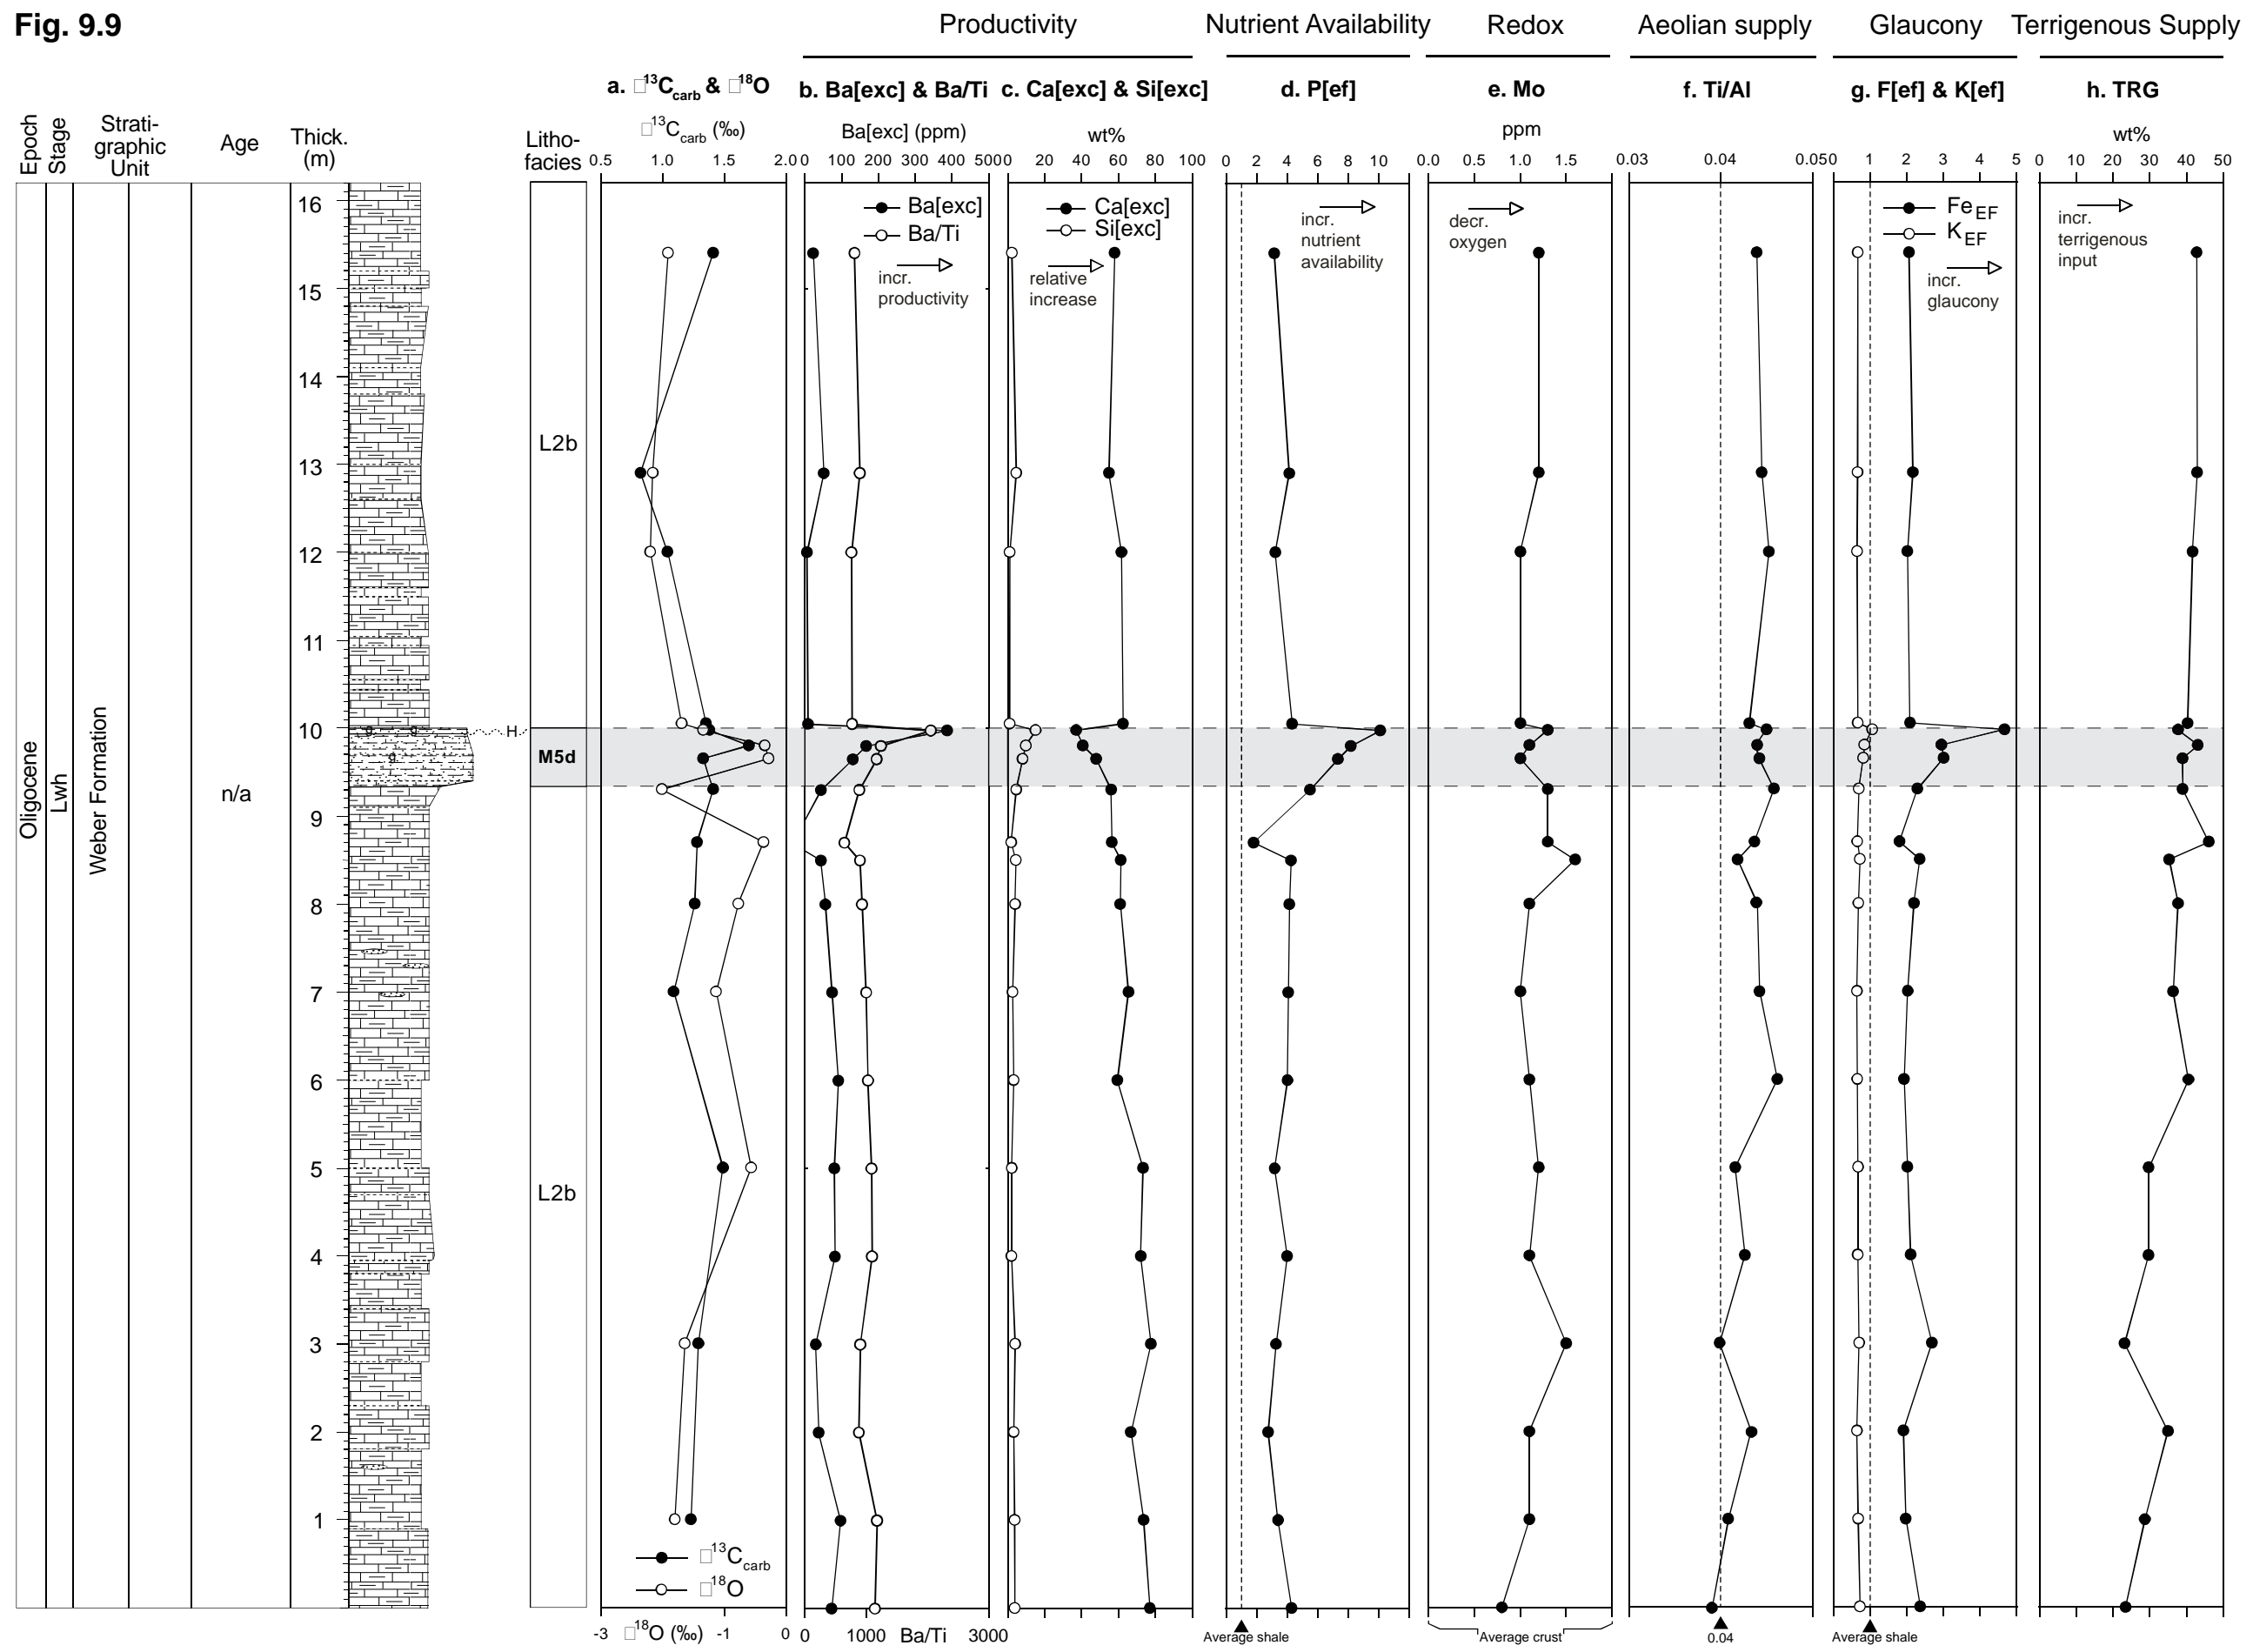 Fig. 9.9
Productivity
Nutrient Availability
Redox
Aeolian supply
Glaucony
Terrigenous Supply
a. □13Ccarb & □18O
b. Ba[exc] & Ba/Ti
c. Ca[exc] & Si[exc]
d. P[ef]
e. Mo
f. Ti/Al
g. F[ef] & K[ef]
h. TRG
Epoch
Stage
Strati-
graphic
Unit
Age
Thick.
(m)
Litho-
facies
□13Ccarb (‰)
Ba[exc] (ppm)
wt%
ppm
wt%
0.5 1.0 1.5 2.0
0 100 200 300 400 500
0 20 40 60 80 100
0 2 4 6 8 10
0.0 0.5 1.0 1.5
0.03 0.04 0.05
0 1 2 3 4 5
0 10 20 30 40 50
16
15
14
13
12
11
10
9
8
7
6
5
4
3
2
1
Oligocene
Lwh
Weber Formation
n/a
g g
g
H
L2b
M5d
L2b
Ba[exc]
Ba/Ti
incr.
productivity
Ca[exc]
Si[exc]
relative
increase
incr.
nutrient
availability
decr.
oxygen
FeEF
KEF
incr.
glaucony
incr.
terrigenous
input
□13Ccarb
□18O
-3 □18O (‰) -1 0
0 1000 Ba/Ti 3000
Average shale
Average crust
0.04
Average shale